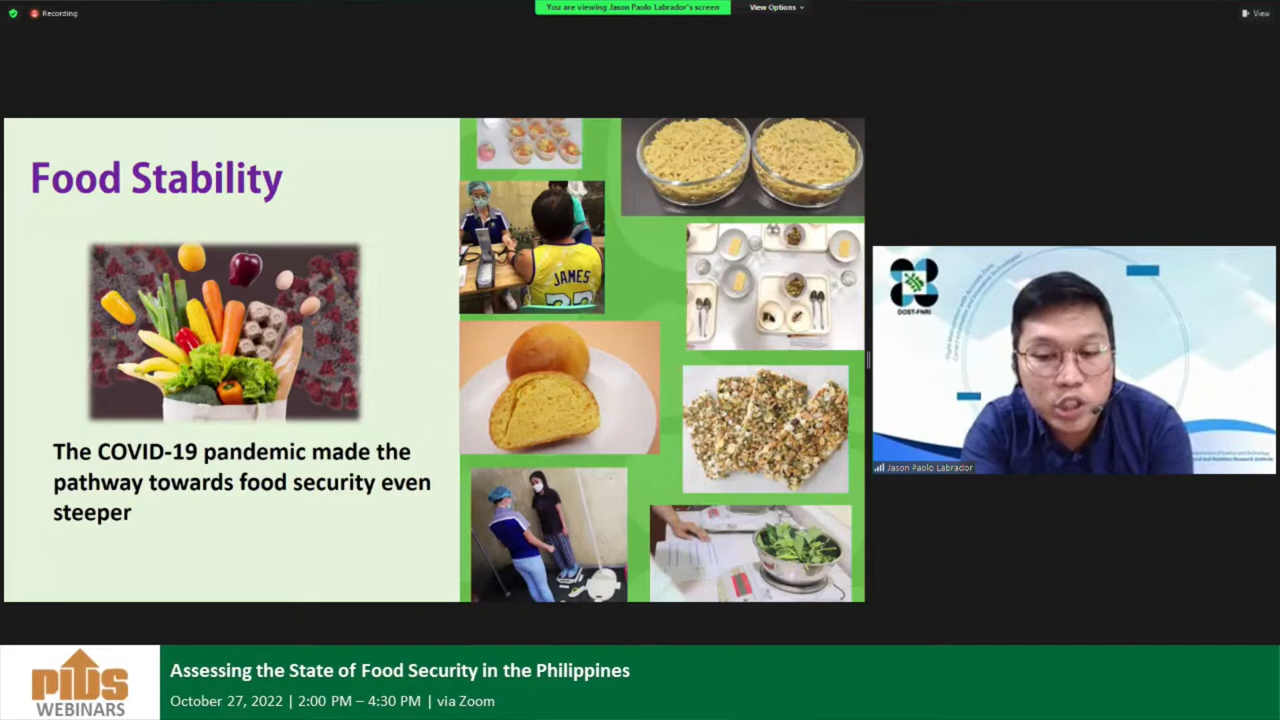 Recording
You are viewing Jason Paolo Labrador's screen
View Options
View
Food Stability
The COVID-19 pandemic made the
pathway towards food security even
steeper
JAMES
DOST-FNRI
Jason Paolo Labrador
PIDS
WEBINARS
Assessing the State of Food Security in the Philippines
October 27, 2022 | 2:00 PM – 4:30 PM | via Zoom